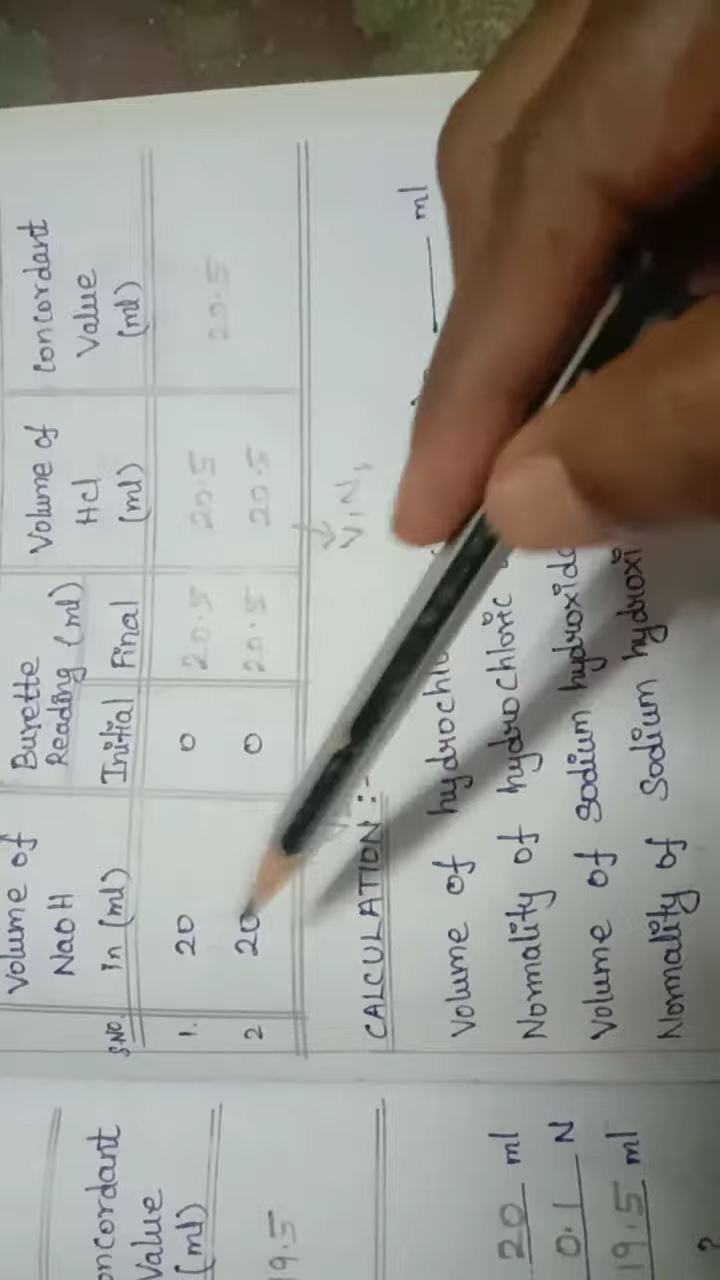 Volume of NaOH in (ml)
Burette Reading (ml)
Volume of HCl (ml)
Concordant Value (ml)
S.NO.
Initial
Final
1. 20 0 20.5 20.5
2 20 0 20.5 20.5
20.5
V1N1
CALCULATION :-
Volume of hydrochl
ml
Normality of hydrochloric
Volume of Sodium hydroxide
Normality of Sodium hydroxi
oncordant
Value
(ml)
19.5
20 ml
0.1 N
19.5 ml
?